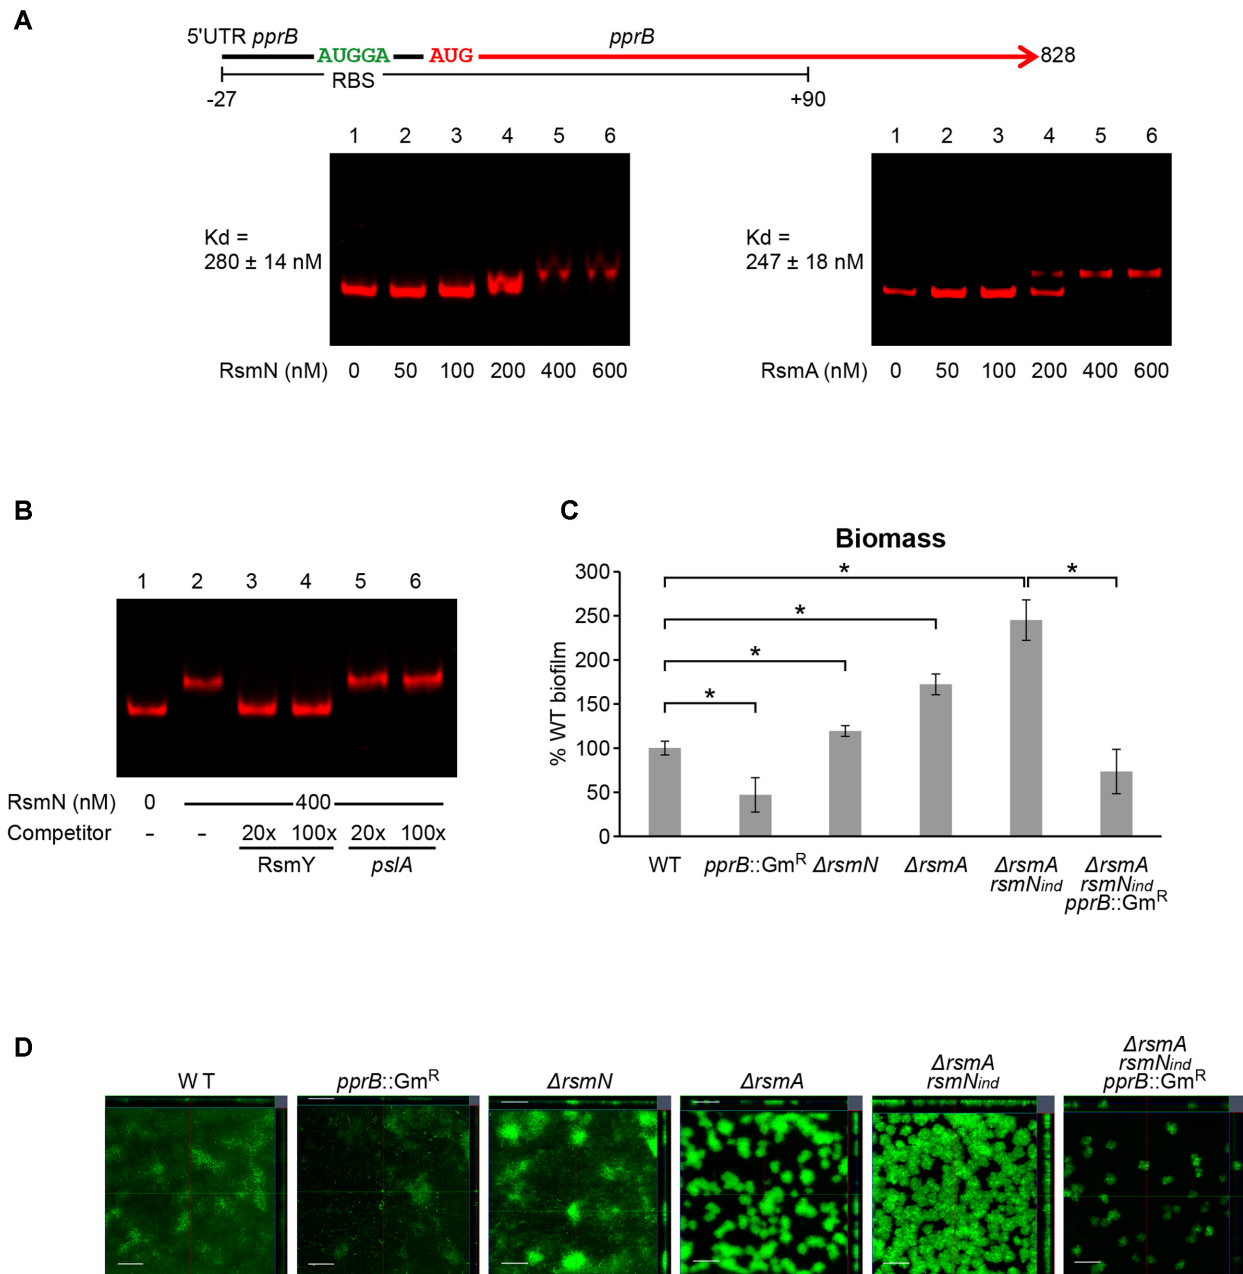 A
5'UTR pprB pprB
AUGGA AUG 828
RBS
-27 +90
1 2 3 4 5 6
Kd =
280 ± 14 nM
RsmN (nM) 0 50 100 200 400 600
1 2 3 4 5 6
Kd =
247 ± 18 nM
RsmA (nM) 0 50 100 200 400 600
B
1 2 3 4 5 6
RsmN (nM) 0 400
Competitor - - 20x 100x 20x 100x
RsmY pslA
C
Biomass
% WT biofilm
300
250
200
150
100
50
0
* * * * *
WT pprB::GmR ΔrsmN ΔrsmA ΔrsmA ΔrsmA
rsmNind rsmNind
pprB::GmR
D
WT pprB::GmR ΔrsmN ΔrsmA ΔrsmA ΔrsmA
rsmNind rsmNind
pprB::GmR